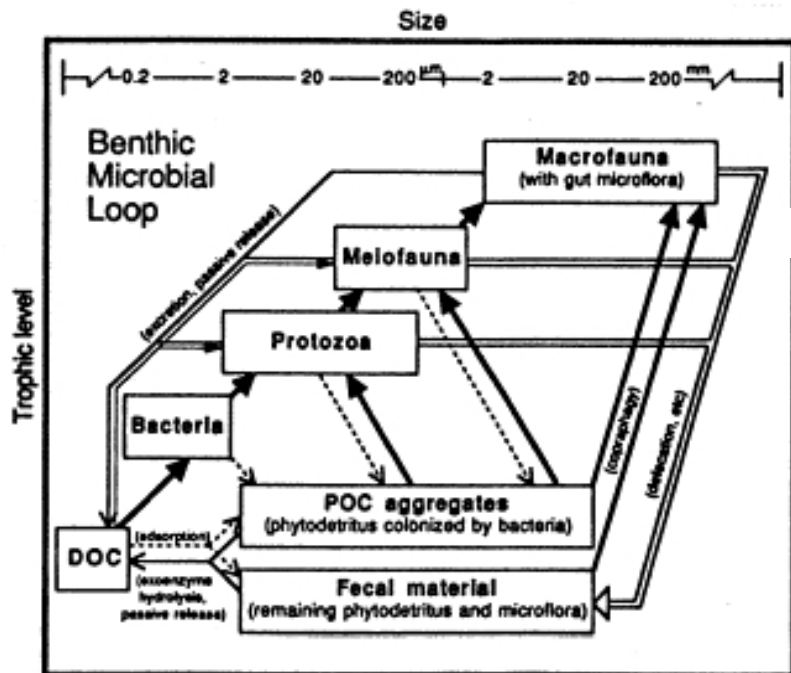 Size
0.2 2 20 200 µm 2 20 200 mm
Benthic
Microbial
Loop
Macrofauna
(with gut microflora)
(excretion, passive release)
Meiofauna
Trophic level
Protozoa
Bacteria
(copraphagy)
(defecation, etc)
POC aggregates
(phytodetritus colonized by bacteria)
(adsorption)
DOC
(exoenzyme
hydrolysis,
passive release)
Fecal material
(remaining phytodetritus and microflora)